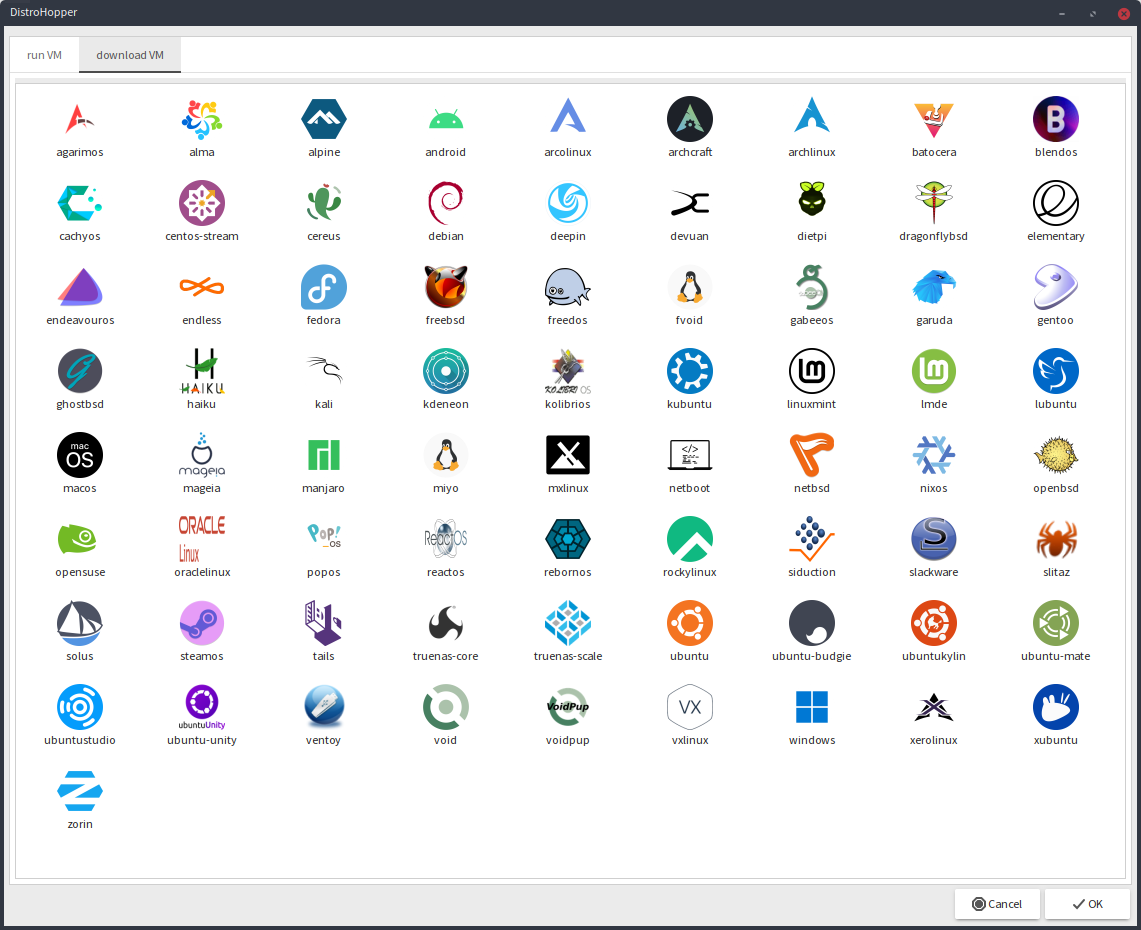 DistroHopper
run VM download VM
agarimos alma alpine android arcolinux archcraft archlinux batocera blendos
B
cachyos centos-stream cereus debian deepin devuan dietpi dragonflybsd elementary
endeavouros endless fedora freebsd freedos fvoid gabeeos garuda gentoo
HAIKU KOLIBRI OS
ghostbsd haiku kali kdeneon kolibrios kubuntu linuxmint lmde lubuntu
mac
OS mageia </>
macos mageia manjaro miyo mxlinux netboot netbsd nixos openbsd
ORACLE Pop! ReactOS S
Linux _OS
opensuse oraclelinux popos reactos rebornos rockylinux siduction slackware slitaz
solus steamos tails truenas-core truenas-scale ubuntu ubuntu-budgie ubuntukylin ubuntu-mate
ubuntuUnity VoidPup VX
ubuntustudio ubuntu-unity ventoy void voidpup vxlinux windows xerolinux xubuntu
zorin
Cancel OK